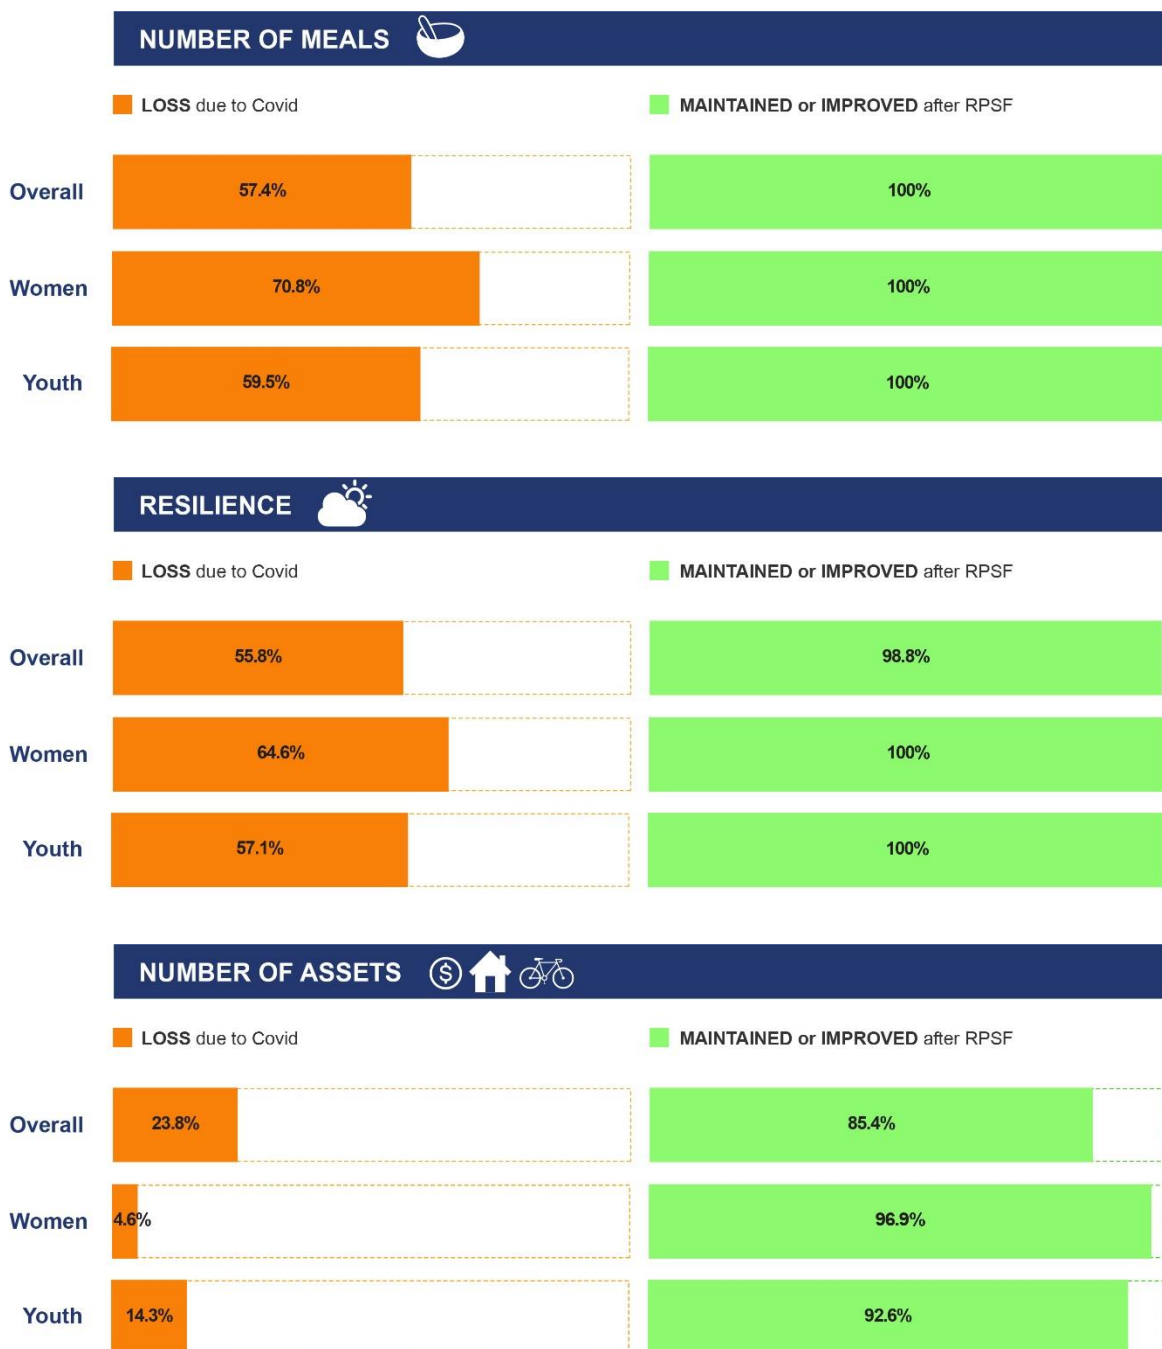 NUMBER OF MEALS
LOSS due to Covid
MAINTAINED or IMPROVED after RPSF
Overall
57.4%
100%
Women
70.8%
100%
Youth
59.5%
100%
RESILIENCE
LOSS due to Covid
MAINTAINED or IMPROVED after RPSF
Overall
55.8%
98.8%
Women
64.6%
100%
Youth
57.1%
100%
NUMBER OF ASSETS
$
LOSS due to Covid
MAINTAINED or IMPROVED after RPSF
Overall
23.8%
85.4%
Women
4.6%
96.9%
Youth
14.3%
92.6%